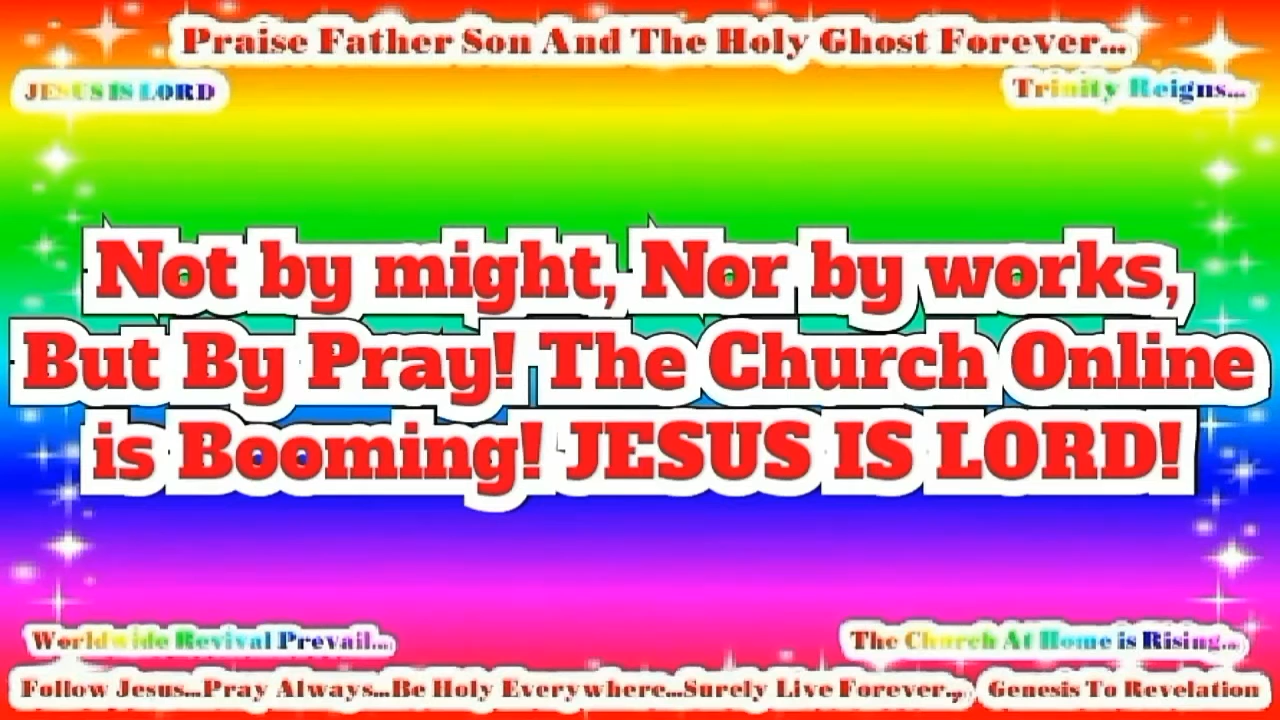 Praise Father Son And The Holy Ghost Forever...
JESUS IS LORD
Trinity Reigns...
Not by might, Nor by works,
But By Pray! The Church Online
is Booming! JESUS IS LORD!
Worldwide Revival Prevail...
The Church At Home is Rising...
Follow Jesus...Pray Always...Be Holy Everywhere...Surely Live Forever..., Genesis To Revelation